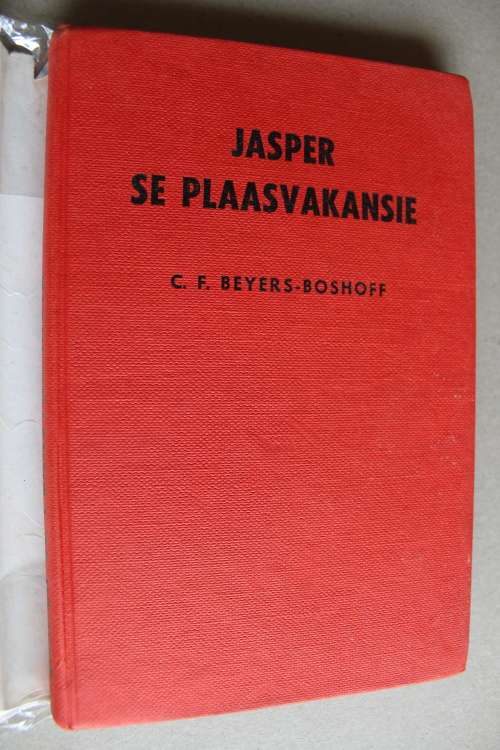 JASPER
SE PLAASVAKANSIE
C. F. BEYERS-BOSHOFF